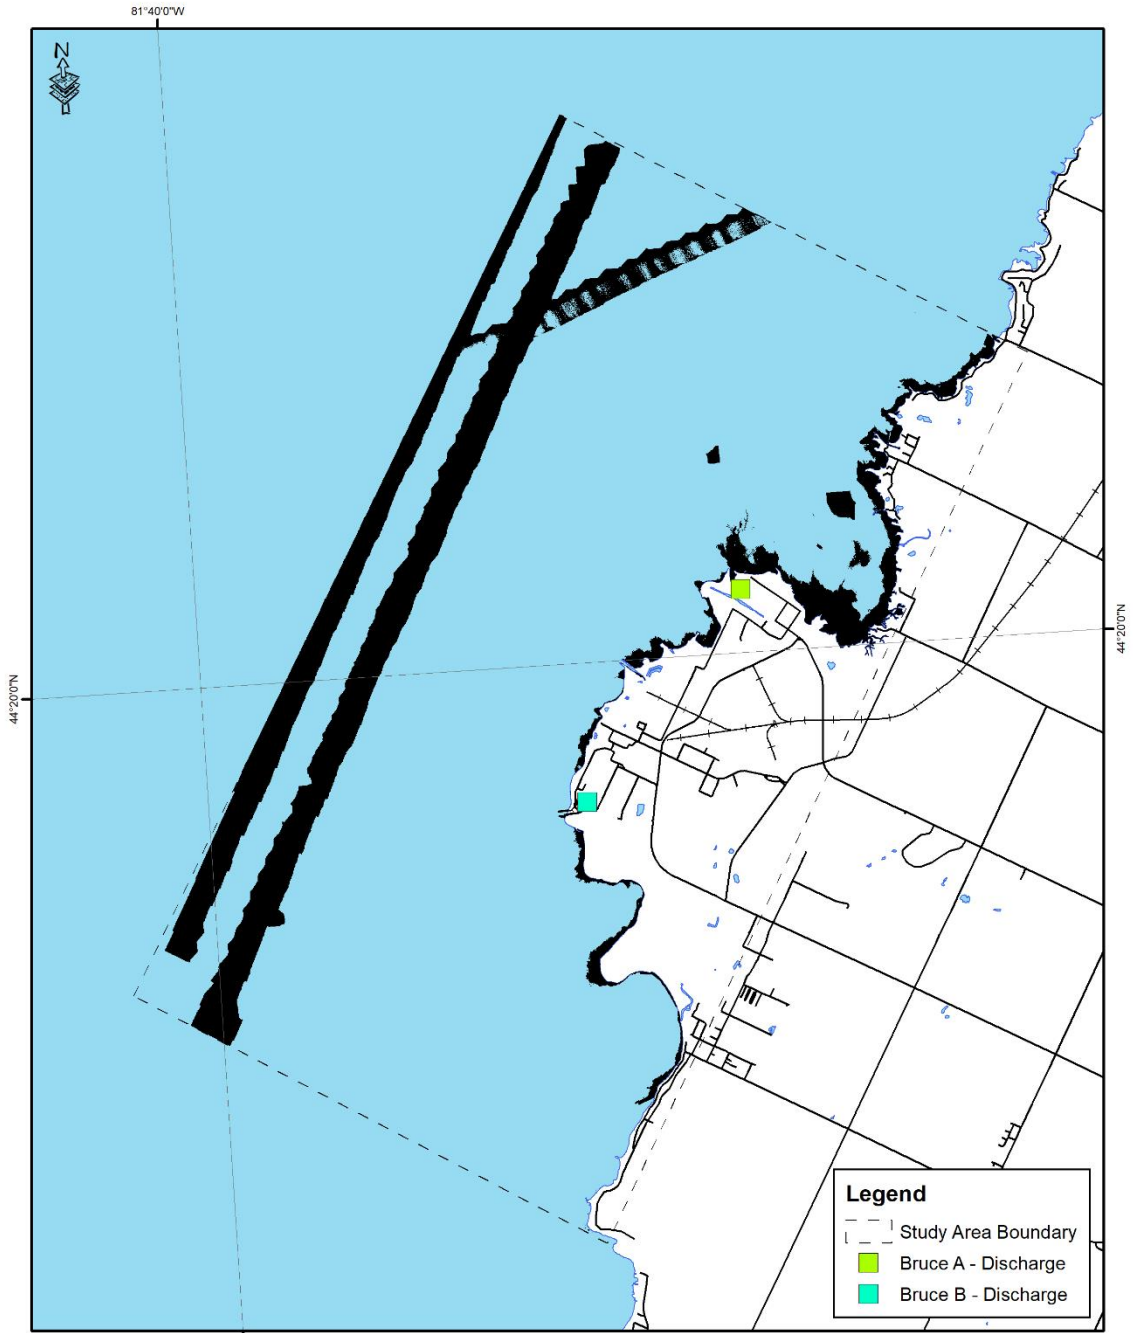 81°40'0"W
N
44°20'0"N
44°20'0"N
Legend
Study Area Boundary
Bruce A - Discharge
Bruce B - Discharge